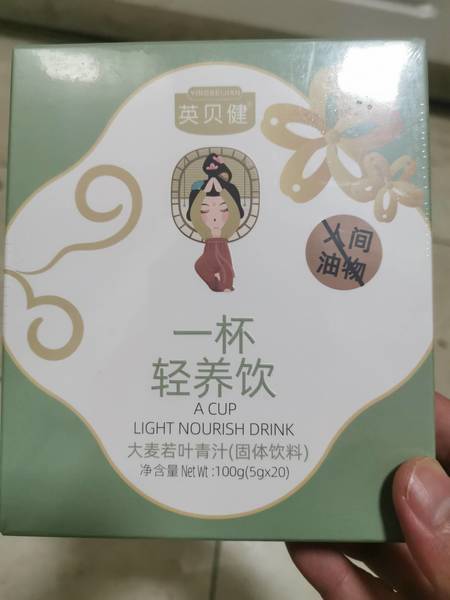 YINGBEIJIAN
英贝健
人间
油物
一杯
轻养饮
A CUP
LIGHT NOURISH DRINK
大麦若叶青汁(固体饮料)
净含量 Net Wt :100g(5gx20)